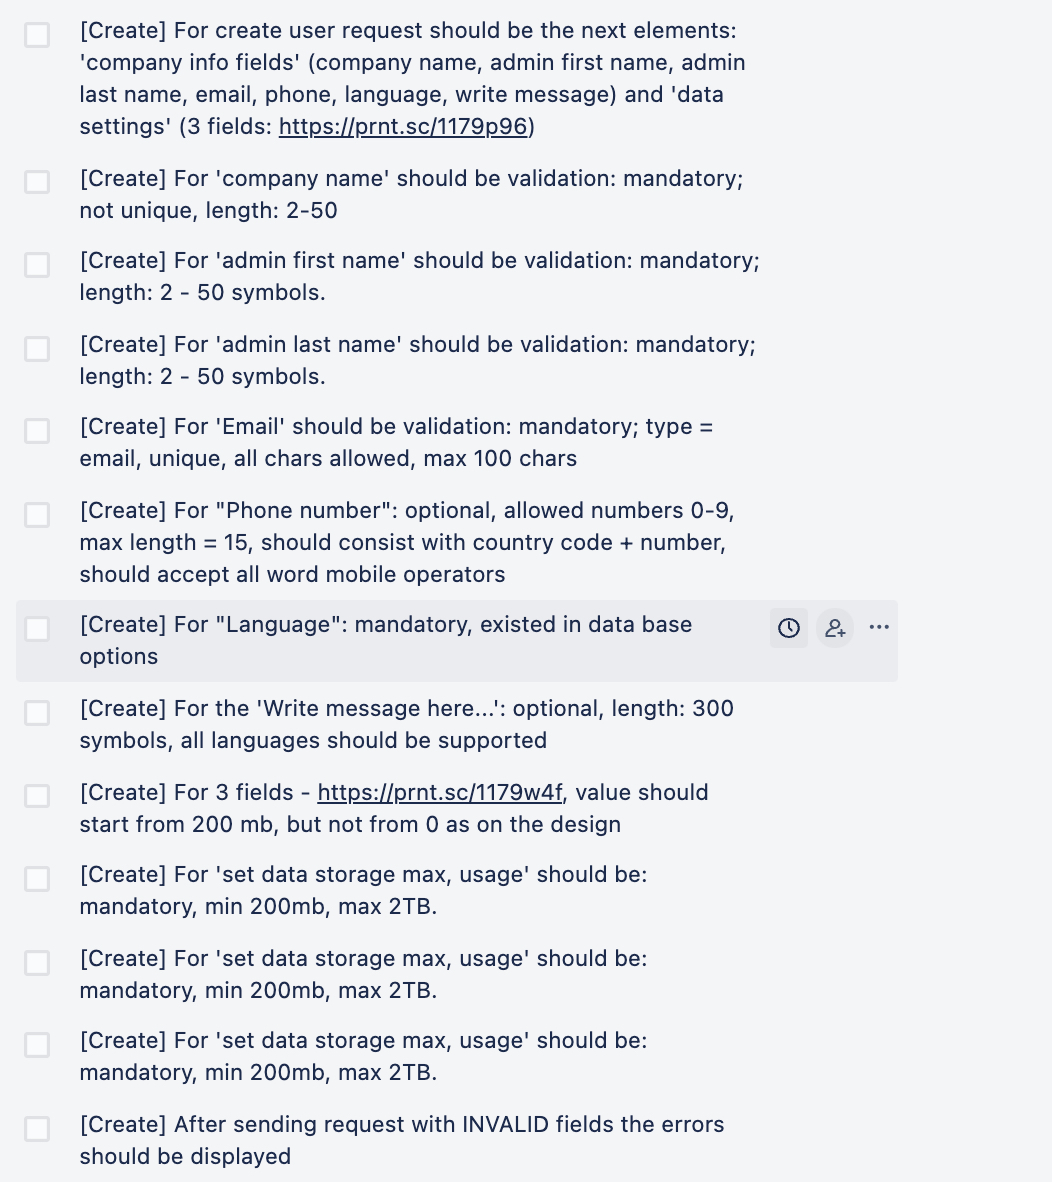 [Create] For create user request should be the next elements:
'company info fields' (company name, admin first name, admin
last name, email, phone, language, write message) and 'data
settings' (3 fields: https://prnt.sc/1179p96)
[Create] For 'company name' should be validation: mandatory;
not unique, length: 2-50
[Create] For 'admin first name' should be validation: mandatory;
length: 2 - 50 symbols.
[Create] For 'admin last name' should be validation: mandatory;
length: 2 - 50 symbols.
[Create] For 'Email' should be validation: mandatory; type =
email, unique, all chars allowed, max 100 chars
[Create] For "Phone number": optional, allowed numbers 0-9,
max length = 15, should consist with country code + number,
should accept all word mobile operators
[Create] For "Language": mandatory, existed in data base
options
[Create] For the 'Write message here...': optional, length: 300
symbols, all languages should be supported
[Create] For 3 fields - https://prnt.sc/1179w4f, value should
start from 200 mb, but not from 0 as on the design
[Create] For 'set data storage max, usage' should be:
mandatory, min 200mb, max 2TB.
[Create] For 'set data storage max, usage' should be:
mandatory, min 200mb, max 2TB.
[Create] For 'set data storage max, usage' should be:
mandatory, min 200mb, max 2TB.
[Create] After sending request with INVALID fields the errors
should be displayed